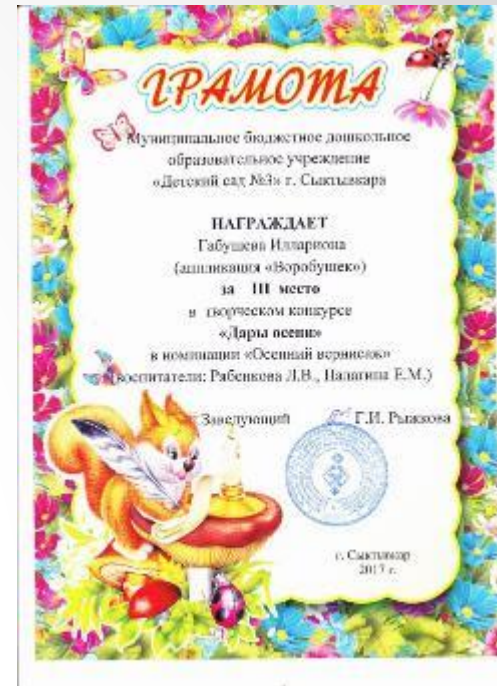 ГРАМОТА
Муниципальное бюджетное дошкольное
образовательное учреждение
«Детский сад №3» г. Сыктывкара
НАГРАЖДАЕТ
Габушева Иллариона
(аппликация «Воробушек»)
за III место
в творческом конкурсе
«Дары осени»
в номинации «Осенний вернисаж»
(воспитатели: Рябенкова Л.В., Палагина Е.М.)
Заведующий Г.И. Рыжкова
г. Сыктывкар
2017 г.